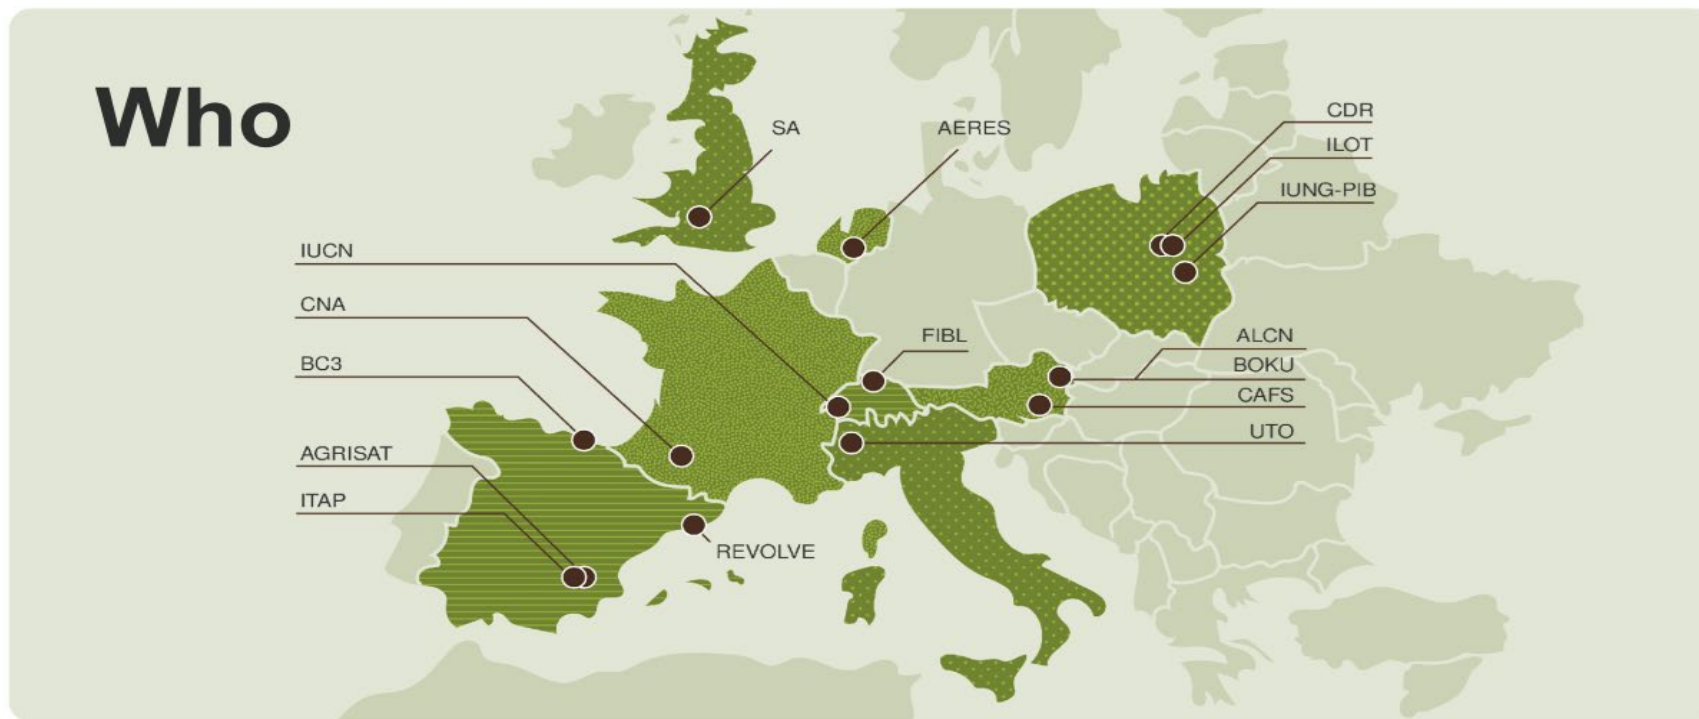 Who
SA
AERES
CDR
ILOT
IUNG-PIB
IUCN
CNA
BC3
AGRISAT
ITAP
REVOLVE
FIBL
ALCN
BOKU
CAFS
UTO